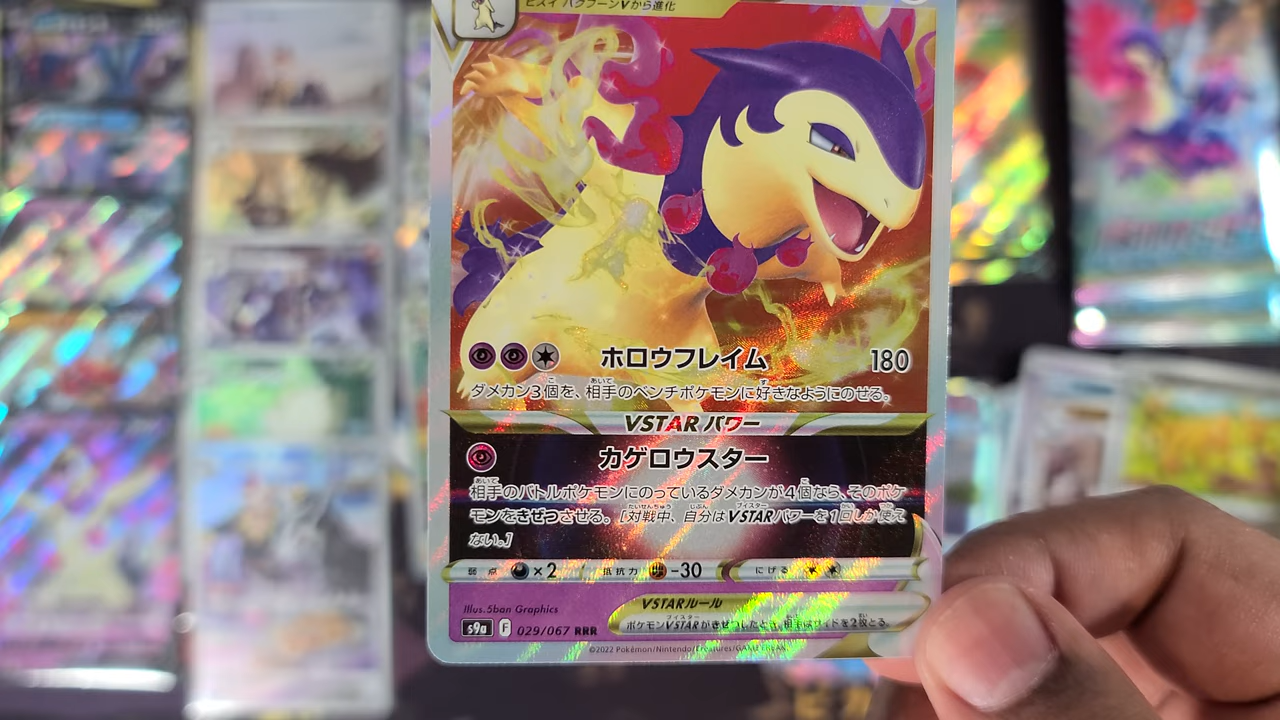 ヒスイ バクフーンVから進化
ホロウフレイム 180
ダメカン3個を、相手のベンチポケモンに好きなようにのせる。
VSTARパワー
カゲロウスター
相手のバトルポケモンにのっているダメカンが4個なら、そのポケ
モンをきぜつさせる。[対戦中、自分はVSTARパワーを1回しか使え
ない。]
弱点 ×2 抵抗力 -30 にげる
Illus. 5ban Graphics
VSTARルール
ポケモンVSTARがきぜつしたとき、相手はサイドを2枚とる。
s9a F 029/067 RRR
©2022 Pokémon/Nintendo/Creatures/GAME FREAK.